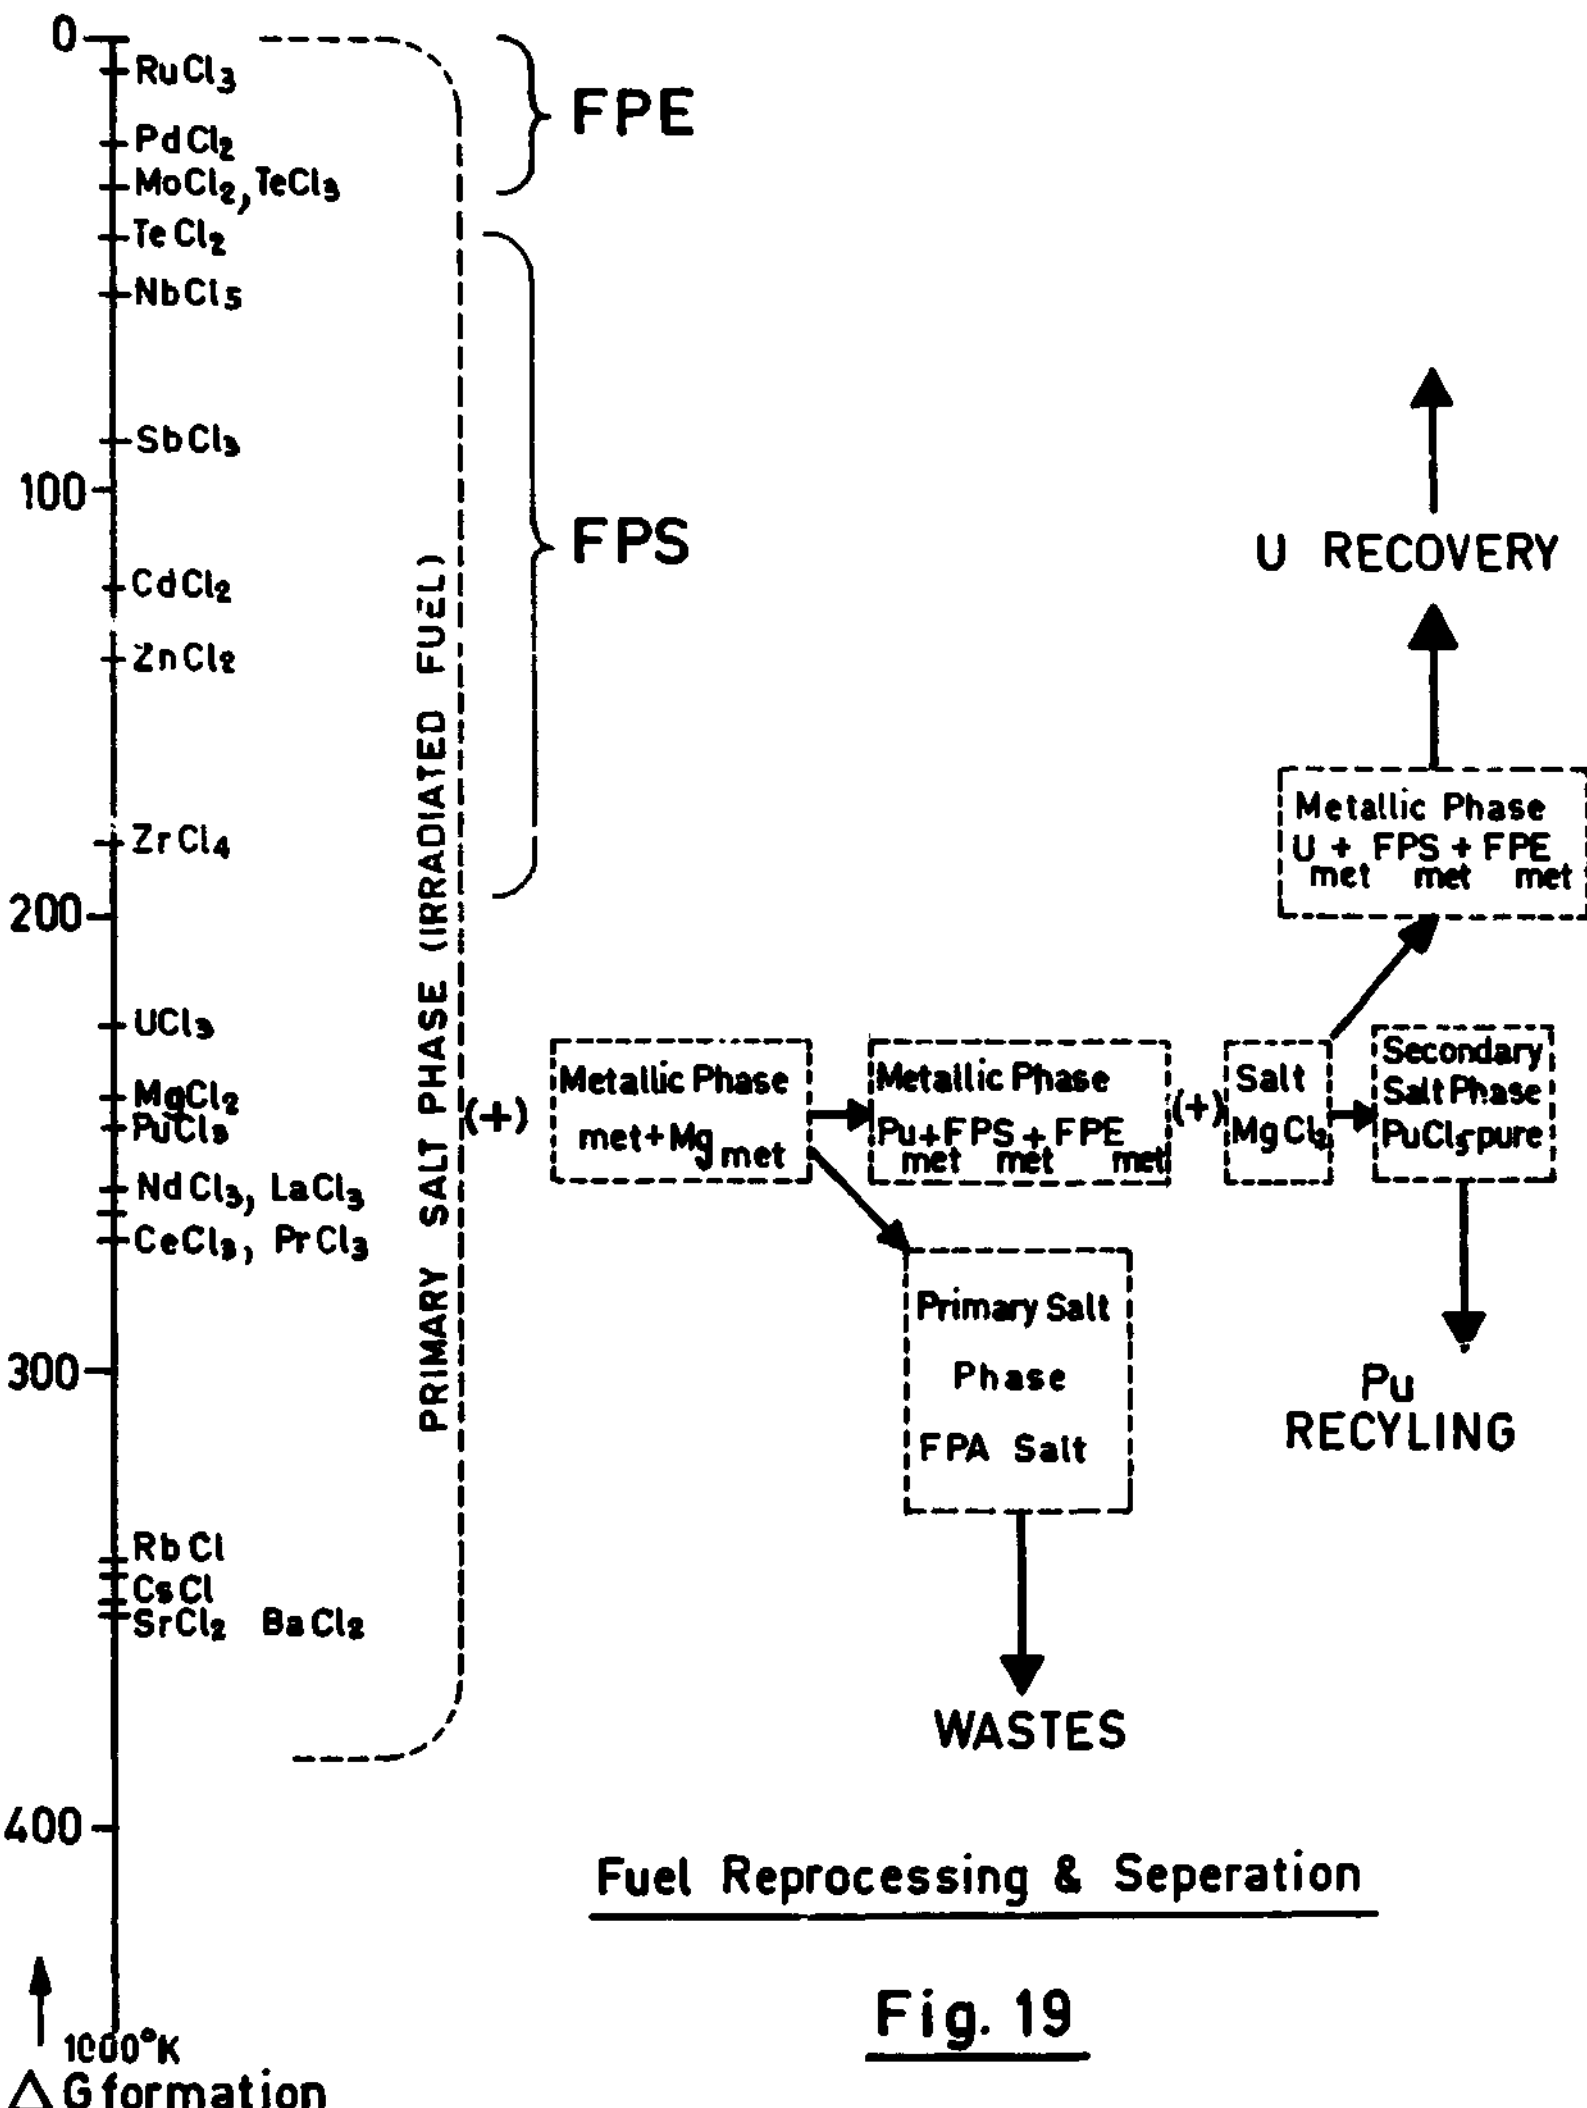 0
RuCl3
PdCl2
MoCl2, TeCl3
TeCl2
NbCl5
SbCl3
100
CdCl2
ZnCl2
ZrCl4
200
UCl3
MgCl2
PuCl3
NdCl3, LaCl3
CeCl3, PrCl3
300
RbCl
CsCl
SrCl2 BaCl2
400
1000°K
△ G formation
PRIMARY SALT PHASE (IRRADIATED FUEL)
FPE
FPS
(+)
Metallic Phase
met+Mg met
Metallic Phase
Pu+FPS+FPE
met met met
(+)
Salt
MgCl2
Secondary
Salt Phase
PuCl5-pure
Metallic Phase
U + FPS + FPE
met met met
U RECOVERY
Pu
RECYLING
Primary Salt
Phase
FPA Salt
WASTES
Fuel Reprocessing & Seperation
Fig. 19